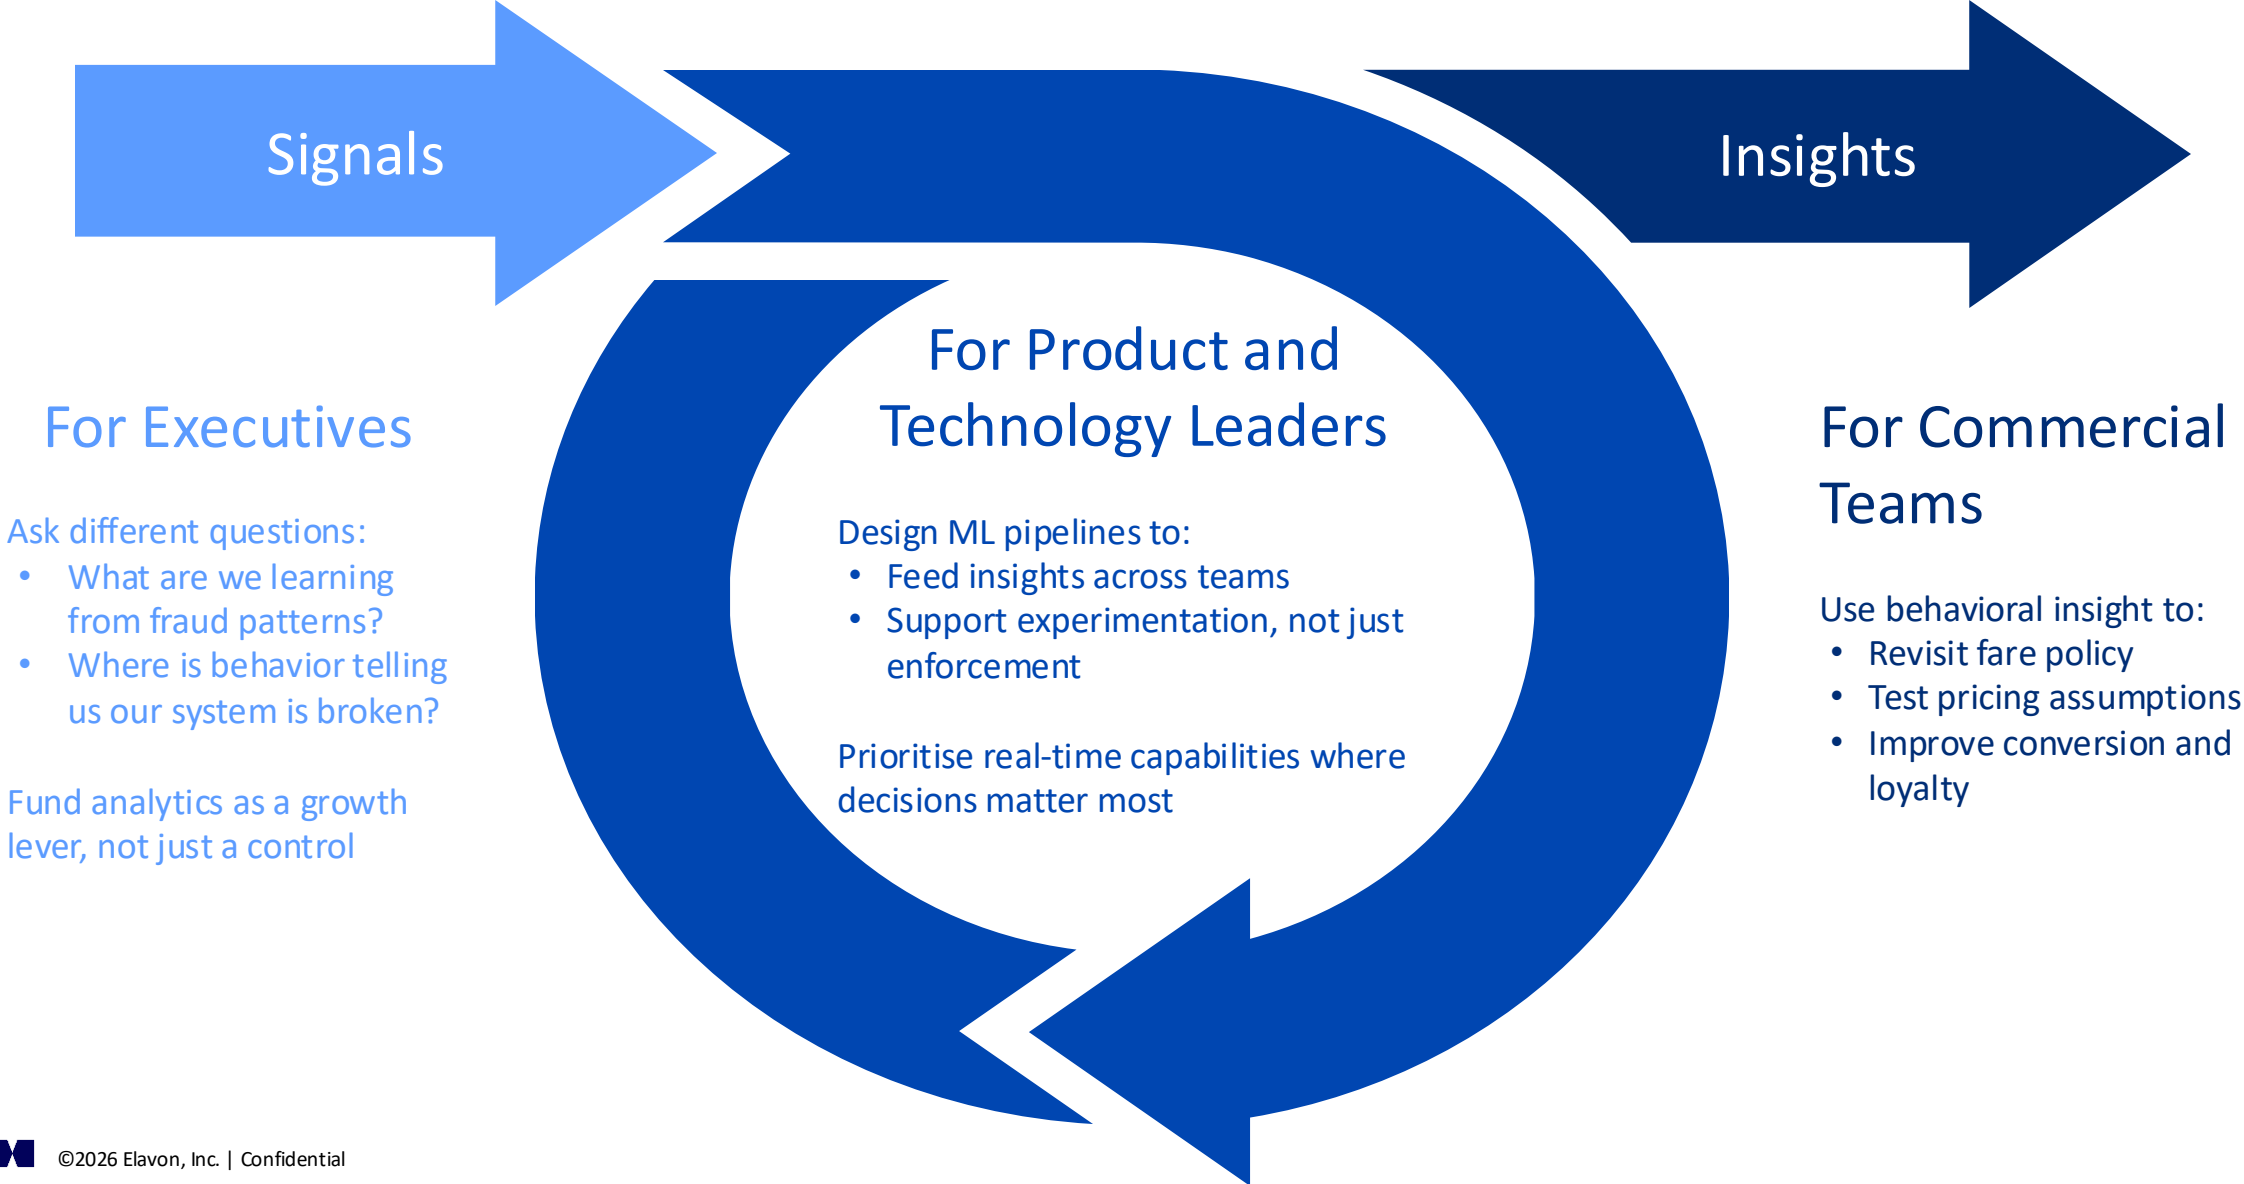 Signals
Insights
For Executives
Ask different questions:
• What are we learning
from fraud patterns?
• Where is behavior telling
us our system is broken?
Fund analytics as a growth
lever, not just a control
For Product and
Technology Leaders
Design ML pipelines to:
• Feed insights across teams
• Support experimentation, not just
enforcement
Prioritise real-time capabilities where
decisions matter most
For Commercial
Teams
Use behavioral insight to:
• Revisit fare policy
• Test pricing assumptions
• Improve conversion and
loyalty
©2026 Elavon, Inc. | Confidential